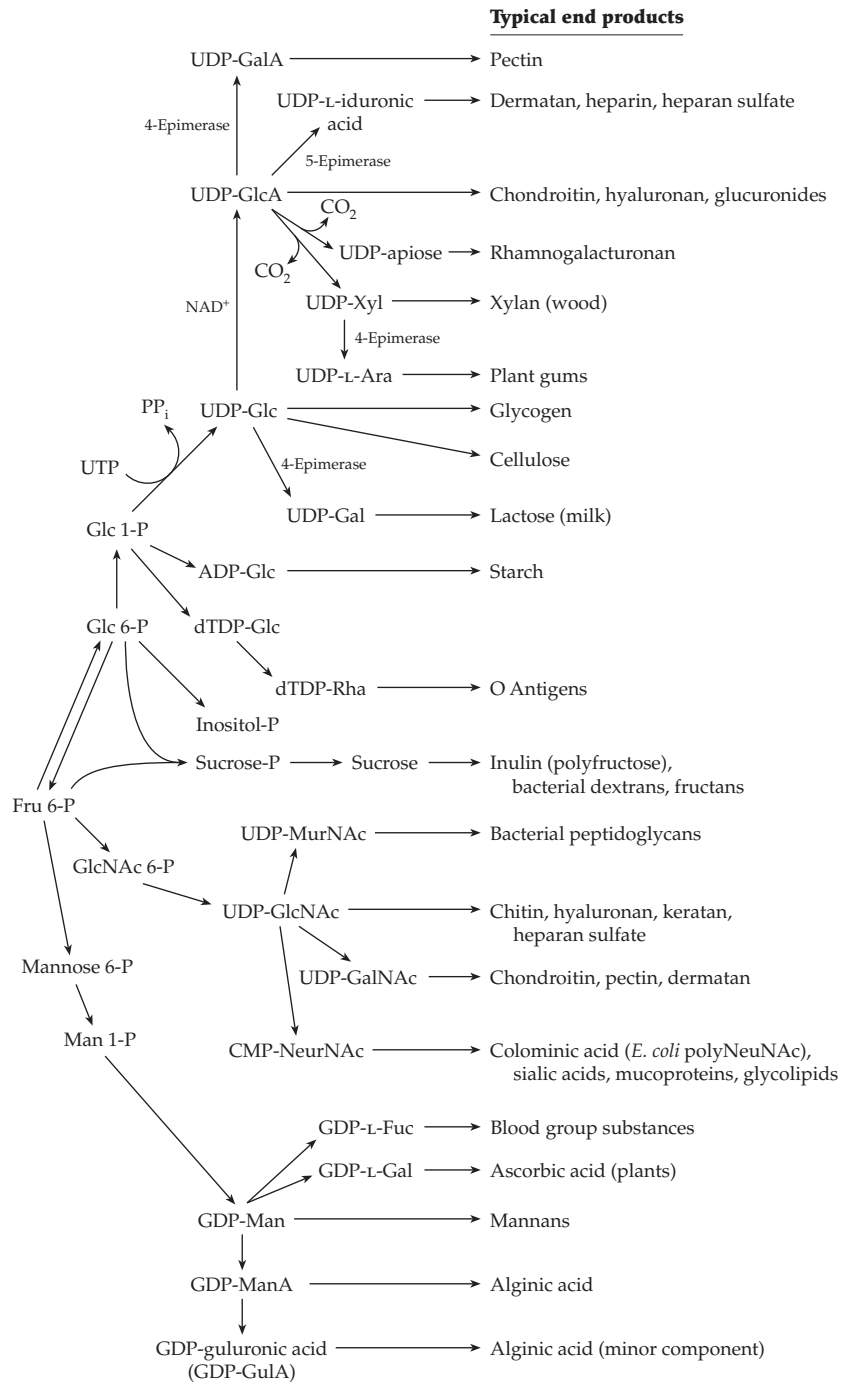 Typical end products
UDP-GalA
Pectin
UDP-L-iduronic
acid
Dermatan, heparin, heparan sulfate
4-Epimerase
5-Epimerase
UDP-GlcA
Chondroitin, hyaluronan, glucuronides
CO2
UDP-apiose
Rhamnogalacturonan
CO2
NAD+
UDP-Xyl
Xylan (wood)
4-Epimerase
UDP-L-Ara
Plant gums
PPi
UDP-Glc
Glycogen
UTP
4-Epimerase
Cellulose
UDP-Gal
Lactose (milk)
Glc 1-P
ADP-Glc
Starch
Glc 6-P
dTDP-Glc
dTDP-Rha
O Antigens
Inositol-P
Sucrose-P
Sucrose
Inulin (polyfructose),
bacterial dextrans, fructans
Fru 6-P
UDP-MurNAc
Bacterial peptidoglycans
GlcNAc 6-P
UDP-GlcNAc
Chitin, hyaluronan, keratan,
heparan sulfate
Mannose 6-P
UDP-GalNAc
Chondroitin, pectin, dermatan
Man 1-P
CMP-NeurNAc
Colominic acid (E. coli polyNeuNAc),
sialic acids, mucoproteins, glycolipids
GDP-L-Fuc
Blood group substances
GDP-L-Gal
Ascorbic acid (plants)
GDP-Man
Mannans
GDP-ManA
Alginic acid
GDP-guluronic acid
(GDP-GulA)
Alginic acid (minor component)